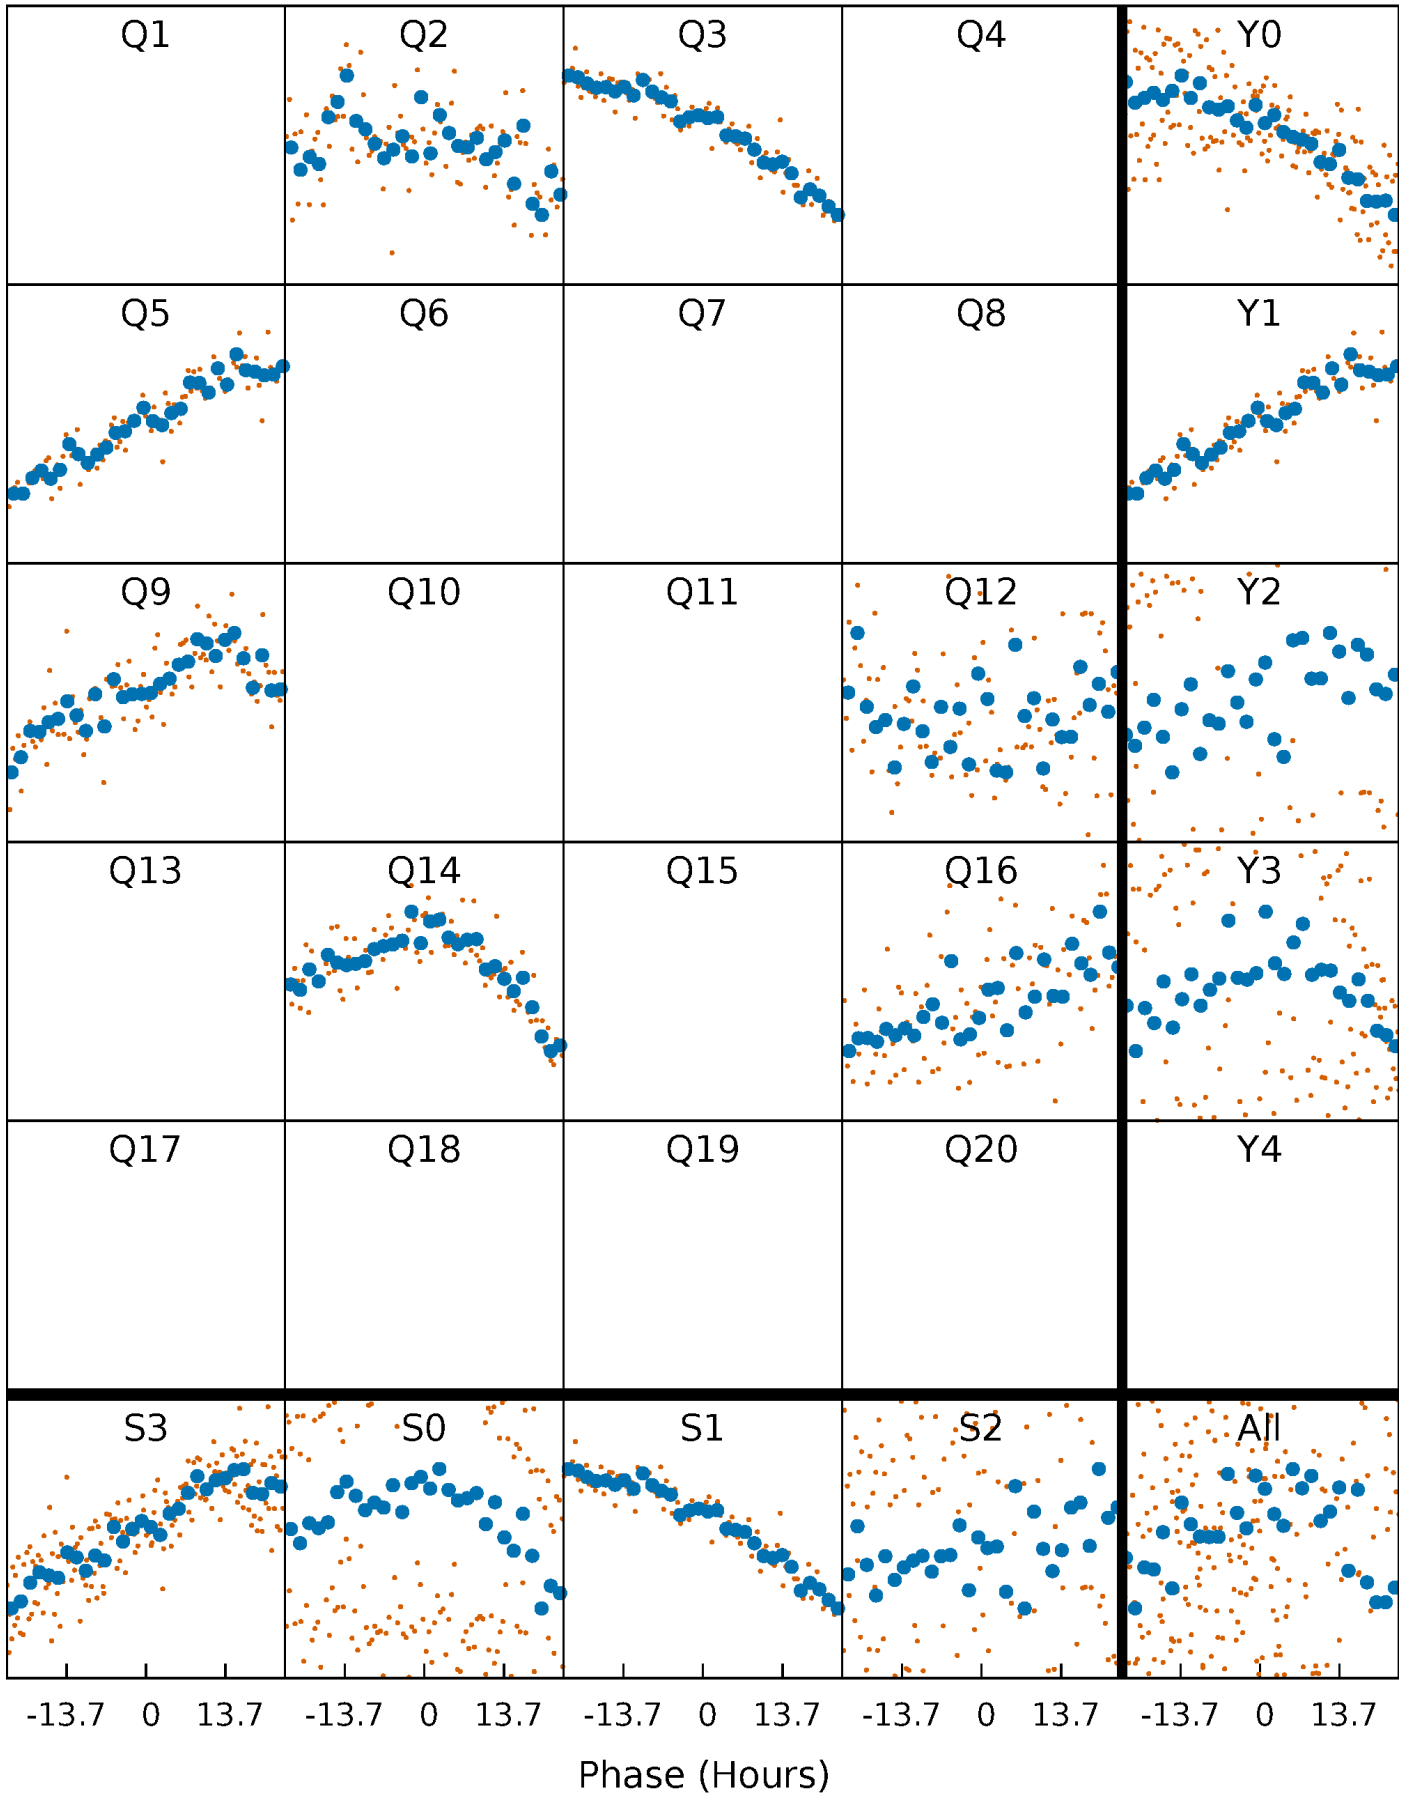 Q1 Q2 Q3 Q4 Y0
Q5 Q6 Q7 Q8 Y1
Q9 Q10 Q11 Q12 Y2
Q13 Q14 Q15 Q16 Y3
Q17 Q18 Q19 Q20 Y4
S3 S0 S1 S2 All
-13.7 0 13.7 -13.7 0 13.7 -13.7 0 13.7 -13.7 0 13.7 -13.7 0 13.7
Phase (Hours)